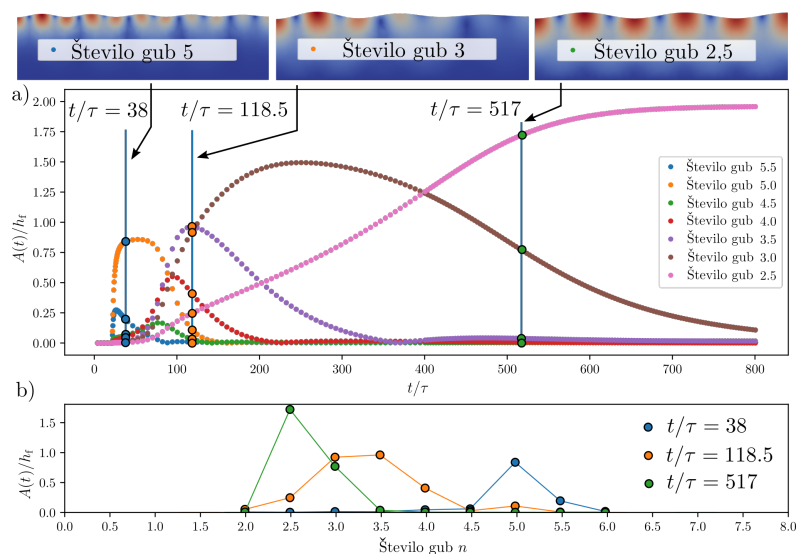 Število gub 5
Število gub 3
Število gub 2,5
a)
t/τ = 38
t/τ = 118.5
t/τ = 517
2.00
1.75
1.50
1.25
1.00
0.75
0.50
0.25
0.00
A(t)/h_f
Število gub 5.5
Število gub 5.0
Število gub 4.5
Število gub 4.0
Število gub 3.5
Število gub 3.0
Število gub 2.5
0 100 200 300 400 500 600 700 800
t/τ
b)
1.5
1.0
0.5
0.0
A(t)/h_f
t/τ = 38
t/τ = 118.5
t/τ = 517
0.0 0.5 1.0 1.5 2.0 2.5 3.0 3.5 4.0 4.5 5.0 5.5 6.0 6.5 7.0 7.5 8.0
Število gub n